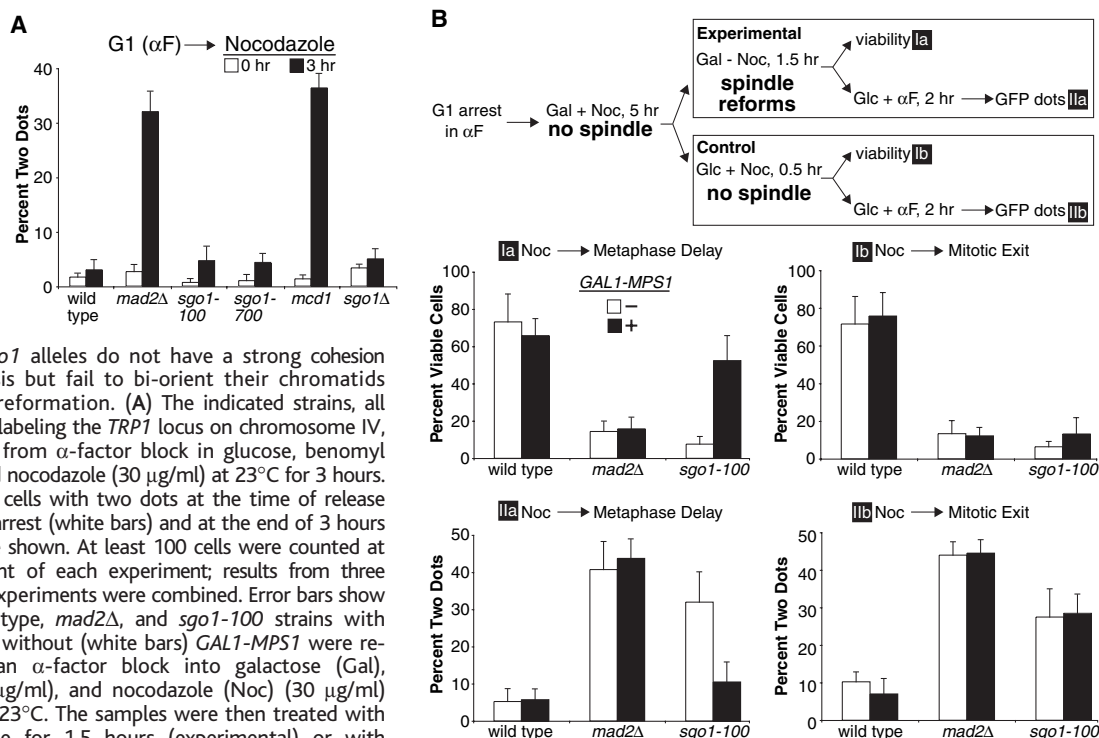 A
G1 (αF) → Nocodazole
0 hr 3 hr
Percent Two Dots
40
30
20
10
0
wild type
mad2Δ
sgo1-100
sgo1-700
mcd1
sgo1Δ
go1 alleles do not have a strong cohesion
is but fail to bi-orient their chromatids
reformation. (A) The indicated strains, all
labeling the TRP1 locus on chromosome IV,
from α-factor block in glucose, benomyl
nocodazole (30 μg/ml) at 23°C for 3 hours.
cells with two dots at the time of release
arrest (white bars) and at the end of 3 hours
shown. At least 100 cells were counted at
nt of each experiment; results from three
xperiments were combined. Error bars show
type, mad2Δ, and sgo1-100 strains with
without (white bars) GAL1-MPS1 were re-
an α-factor block into galactose (Gal),
μg/ml), and nocodazole (Noc) (30 μg/ml)
23°C. The samples were then treated with
e for 1.5 hours (experimental) or with
B
G1 arrest in αF → Gal + Noc, 5 hr
no spindle
Experimental
Gal - Noc, 1.5 hr
spindle reforms
viability Ia
Glc + αF, 2 hr → GFP dots IIa
Control
Glc + Noc, 0.5 hr
no spindle
viability Ib
Glc + αF, 2 hr → GFP dots IIb
Ia Noc → Metaphase Delay
Percent Viable Cells
100
80
60
40
20
0
GAL1-MPS1
−
+
wild type mad2Δ sgo1-100
Ib Noc → Mitotic Exit
Percent Viable Cells
100
80
60
40
20
0
wild type mad2Δ sgo1-100
IIa Noc → Metaphase Delay
Percent Two Dots
50
40
30
20
10
0
wild type mad2Δ sgo1-100
IIb Noc → Mitotic Exit
Percent Two Dots
50
40
30
20
10
0
wild type mad2Δ sgo1-100